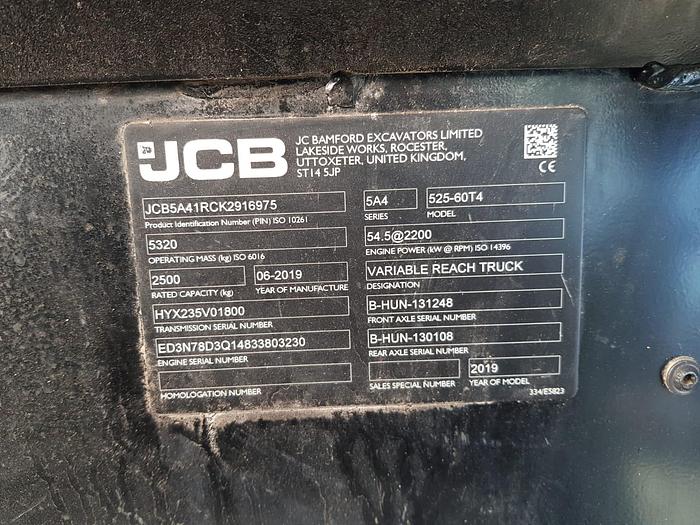 JCB
JC BAMFORD EXCAVATORS LIMITED
LAKESIDE WORKS, ROCESTER,
UTTOXETER, UNITED KINGDOM,
ST14 5JP
CE
JCB5A41RCK2916975
Product Identification Number (PIN) ISO 10261
5A4
SERIES
525-60T4
MODEL
5320
OPERATING MASS (kg) ISO 6016
54.5@2200
ENGINE POWER (kW @ RPM) ISO 14396
2500
RATED CAPACITY (kg)
06-2019
YEAR OF MANUFACTURE
VARIABLE REACH TRUCK
DESIGNATION
HYX235V01800
TRANSMISSION SERIAL NUMBER
B-HUN-131248
FRONT AXLE SERIAL NUMBER
ED3N78D3Q14833803230
ENGINE SERIAL NUMBER
B-HUN-130108
REAR AXLE SERIAL NUMBER
HOMOLOGATION NUMBER
SALES SPECIAL NUMBER
2019
YEAR OF MODEL
334/E5823